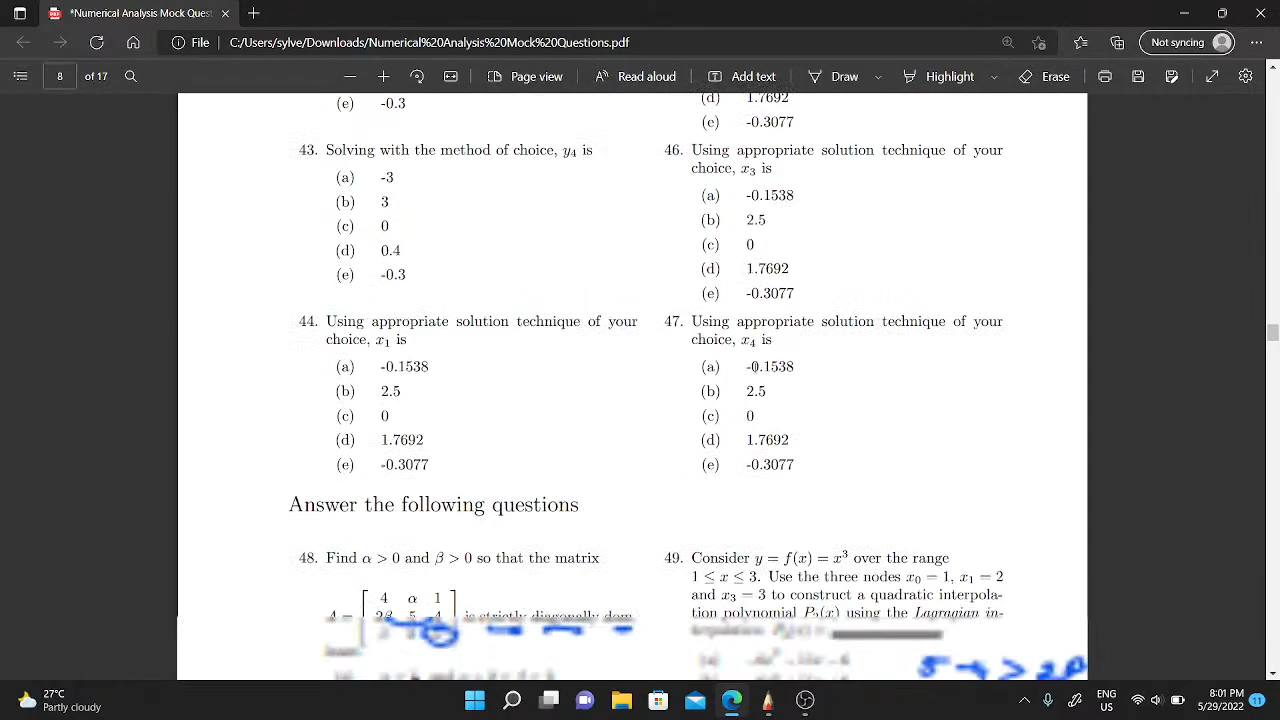 *Numerical Analysis Mock Quest
File
C:/Users/sylve/Downloads/Numerical%20Analysis%20Mock%20Questions.pdf
Not syncing
8 of 17
Page view
Read aloud
Add text
Draw
Highlight
Erase
(e) -0.3
43. Solving with the method of choice, y4 is
(a) -3
(b) 3
(c) 0
(d) 0.4
(e) -0.3
44. Using appropriate solution technique of your
choice, x1 is
(a) -0.1538
(b) 2.5
(c) 0
(d) 1.7692
(e) -0.3077
(d) 1.7692
(e) -0.3077
46. Using appropriate solution technique of your
choice, x3 is
(a) -0.1538
(b) 2.5
(c) 0
(d) 1.7692
(e) -0.3077
47. Using appropriate solution technique of your
choice, x4 is
(a) -0.1538
(b) 2.5
(c) 0
(d) 1.7692
(e) -0.3077
Answer the following questions
48. Find α > 0 and β > 0 so that the matrix
4 α 1
A = 2β 5 4 is strictly diagonally dom-
49. Consider y = f(x) = x³ over the range
1 ≤ x ≤ 3. Use the three nodes x0 = 1, x1 = 2
and x3 = 3 to construct a quadratic interpola-
tion polynomial P2(x) using the Lagragian in-
27°C
Partly cloudy
ENG
US
8:01 PM
5/29/2022